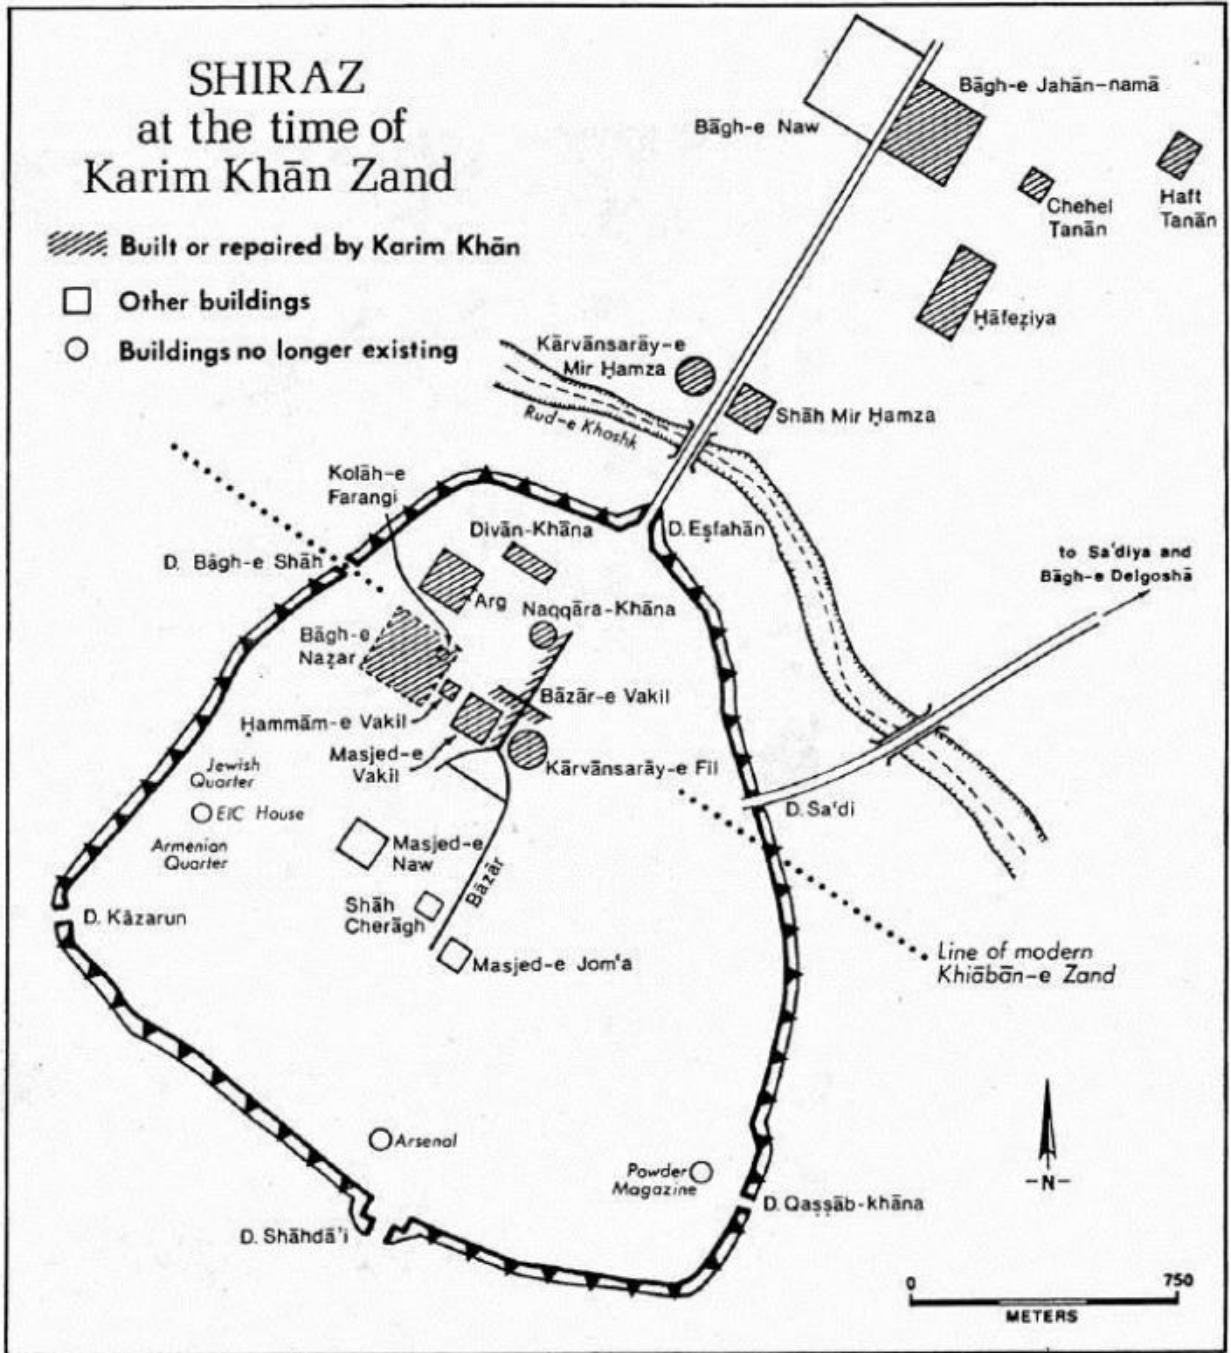 SHIRAZ
at the time of
Karim Khān Zand
Built or repaired by Karim Khān
Other buildings
Buildings no longer existing
Bāgh-e Jahān-namā
Bāgh-e Naw
Chehel
Tanān
Haft
Tanān
Ḥāfeẓiya
Kārvānsarāy-e
Mir Ḥamza
Shāh Mir Ḥamza
Rud-e Khoshk
Kolāh-e
Farangi
Divān-Khāna
D. Eṣfahān
D. Bāgh-e Shāh
to Sa'diya and
Bāgh-e Delgoshā
Arg
Naqqāra-Khāna
Bāgh-e
Naẓar
Bāzār-e Vakil
Ḥammām-e Vakil
Masjed-e
Vakil
Kārvānsarāy-e Fil
Jewish
Quarter
EIC House
D. Sa'di
Armenian
Quarter
Masjed-e
Naw
Bāzār
Shāh
Cherāgh
D. Kāzarun
Masjed-e Jom'a
Line of modern
Khiābān-e Zand
Arsenal
Powder
Magazine
-N-
D. Qaṣṣāb-khāna
D. Shāhdā'i
0 750
METERS